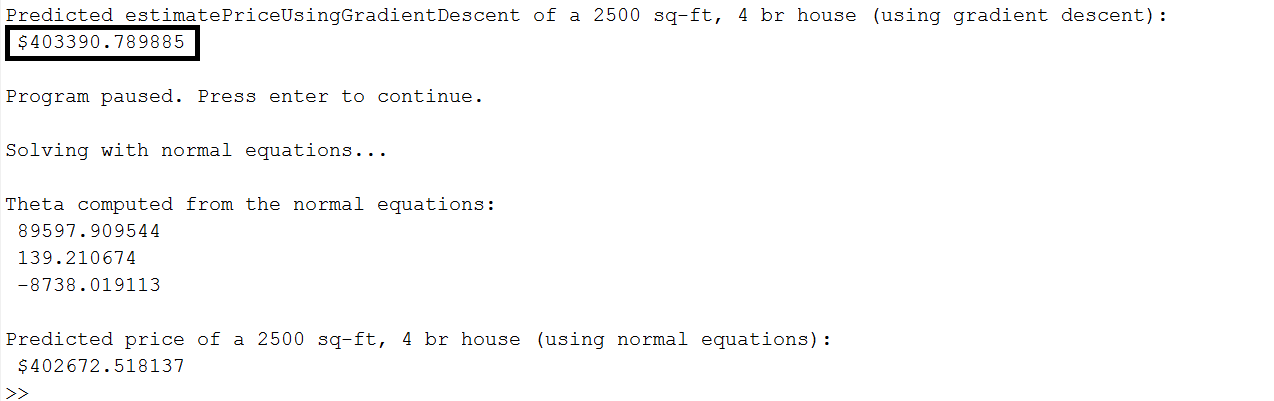 Predicted estimatePriceUsingGradientDescent of a 2500 sq-ft, 4 br house (using gradient descent):
$403390.789885
Program paused. Press enter to continue.
Solving with normal equations...
Theta computed from the normal equations:
89597.909544
139.210674
-8738.019113
Predicted price of a 2500 sq-ft, 4 br house (using normal equations):
$402672.518137
>>